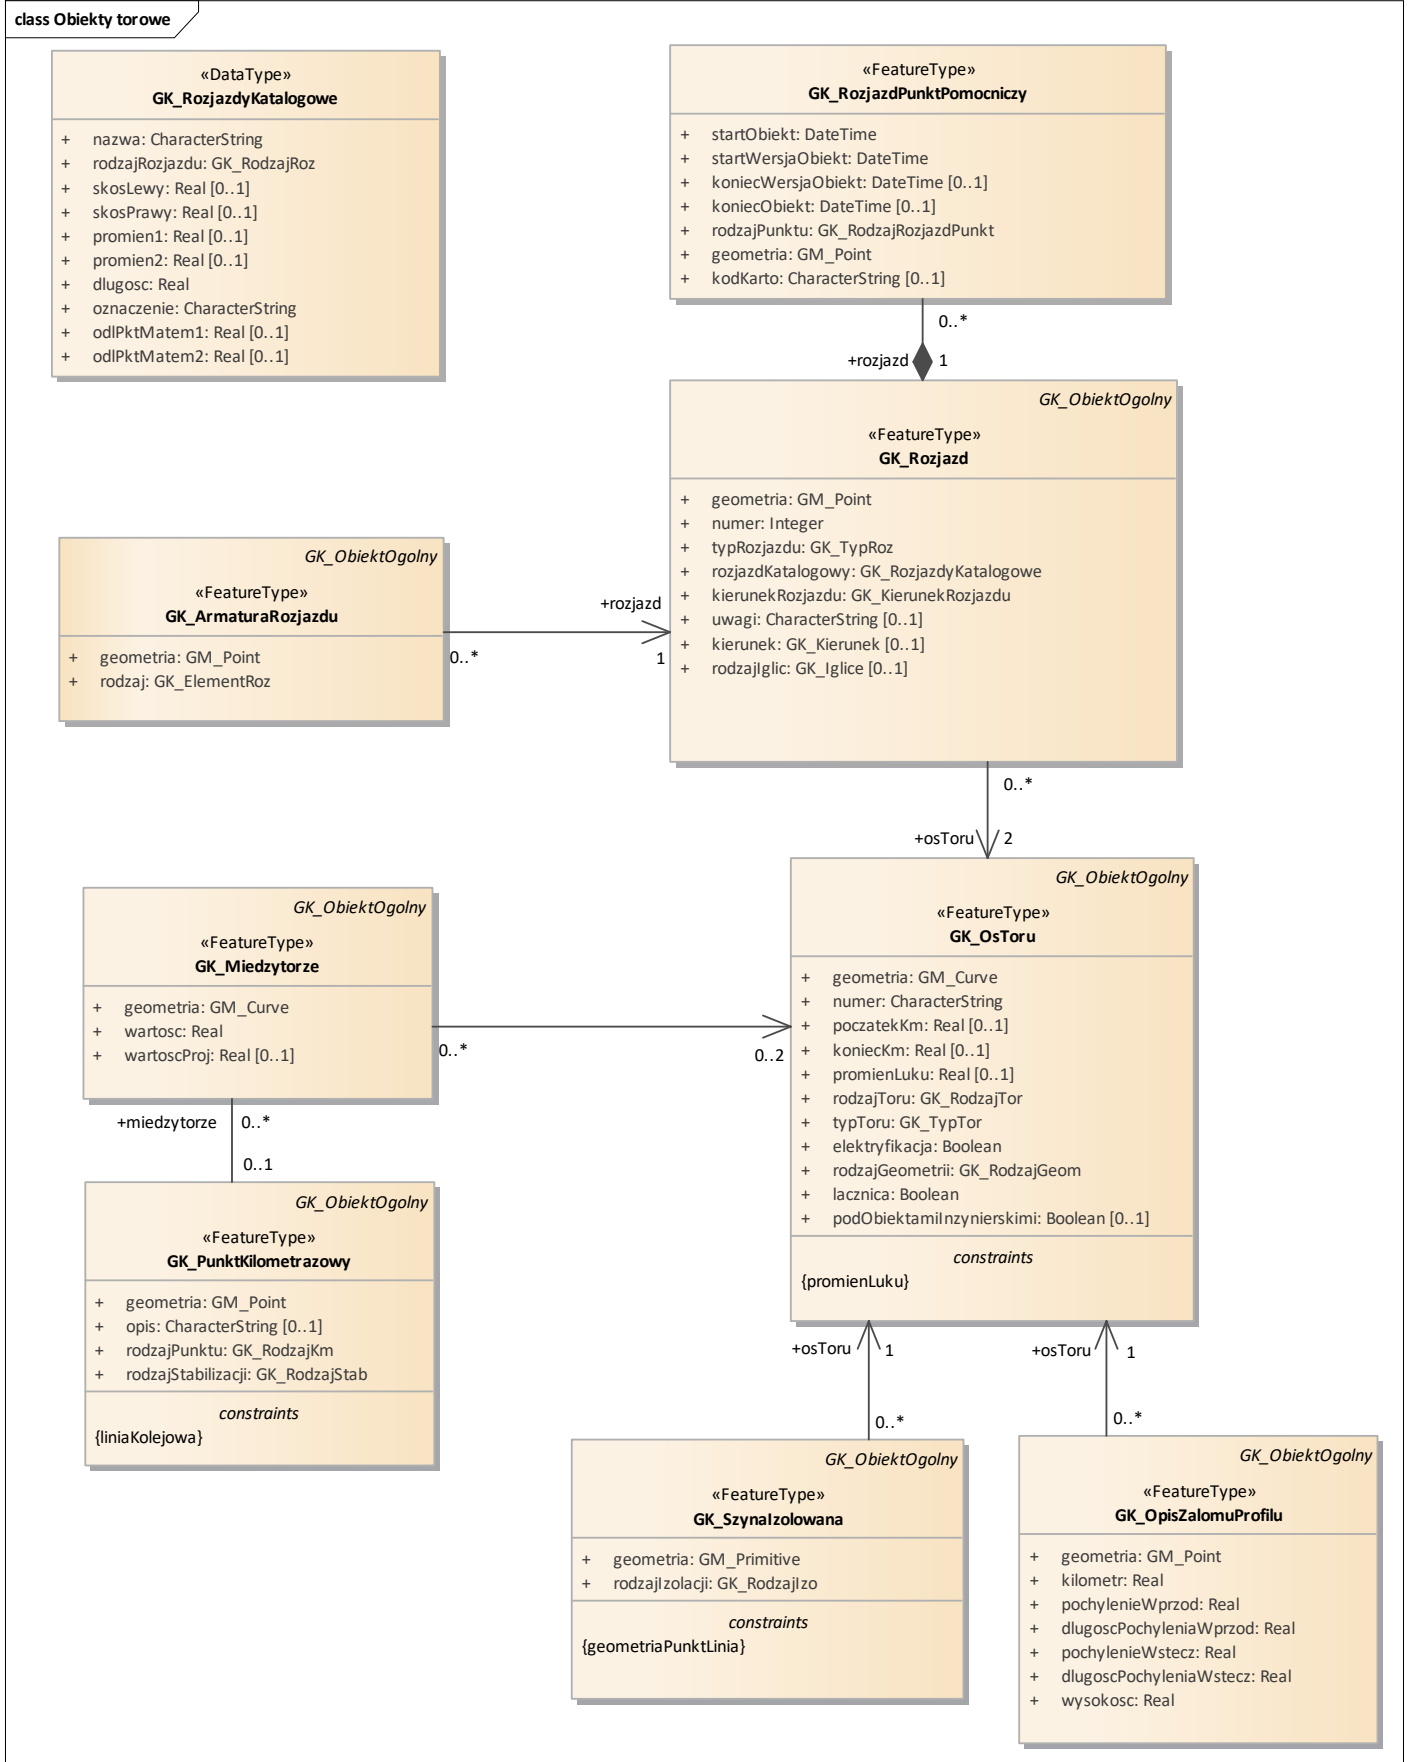 class Obiekty torowe
«DataType»
GK_RozjazdyKatalogowe
+ nazwa: CharacterString
+ rodzajRozjazdu: GK_RodzajRoz
+ skosLewy: Real [0..1]
+ skosPrawy: Real [0..1]
+ promien1: Real [0..1]
+ promien2: Real [0..1]
+ dlugosc: Real
+ oznaczenie: CharacterString
+ odlPktMatem1: Real [0..1]
+ odlPktMatem2: Real [0..1]
«FeatureType»
GK_RozjazdPunktPomocniczy
+ startObiekt: DateTime
+ startWersjaObiekt: DateTime
+ koniecWersjaObiekt: DateTime [0..1]
+ koniecObiekt: DateTime [0..1]
+ rodzajPunktu: GK_RodzajRozjazdPunkt
+ geometria: GM_Point
+ kodKarto: CharacterString [0..1]
0..*
+rozjazd 1
GK_ObiektOgolny
«FeatureType»
GK_Rozjazd
+ geometria: GM_Point
+ numer: Integer
+ typRozjazdu: GK_TypRoz
+ rozjazdKatalogowy: GK_RozjazdyKatalogowe
+ kierunekRozjazdu: GK_KierunekRozjazdu
+ uwagi: CharacterString [0..1]
+ kierunek: GK_Kierunek [0..1]
+ rodzajIglic: GK_Iglice [0..1]
GK_ObiektOgolny
«FeatureType»
GK_ArmaturaRozjazdu
+ geometria: GM_Point
+ rodzaj: GK_ElementRoz
+rozjazd
0..* 1
0..*
+osToru 2
GK_ObiektOgolny
«FeatureType»
GK_OsToru
+ geometria: GM_Curve
+ numer: CharacterString
+ poczatekKm: Real [0..1]
+ koniecKm: Real [0..1]
+ promienLuku: Real [0..1]
+ rodzajToru: GK_RodzajTor
+ typToru: GK_TypTor
+ elektryfikacja: Boolean
+ rodzajGeometrii: GK_RodzajGeom
+ lacznica: Boolean
+ podObiektamiInzynierskimi: Boolean [0..1]
constraints
{promienLuku}
GK_ObiektOgolny
«FeatureType»
GK_Miedzytorze
+ geometria: GM_Curve
+ wartosc: Real
+ wartoscProj: Real [0..1]
0..* 0..2
+miedzytorze 0..*
0..1
GK_ObiektOgolny
«FeatureType»
GK_PunktKilometrazowy
+ geometria: GM_Point
+ opis: CharacterString [0..1]
+ rodzajPunktu: GK_RodzajKm
+ rodzajStabilizacji: GK_RodzajStab
constraints
{liniaKolejowa}
+osToru 1
0..*
+osToru 1
0..*
GK_ObiektOgolny
«FeatureType»
GK_SzynaIzolowana
+ geometria: GM_Primitive
+ rodzajIzolacji: GK_RodzajIzo
constraints
{geometriaPunktLinia}
GK_ObiektOgolny
«FeatureType»
GK_OpisZalomuProfilu
+ geometria: GM_Point
+ kilometr: Real
+ pochylenieWprzod: Real
+ dlugoscPochyleniaWprzod: Real
+ pochylenieWstecz: Real
+ dlugoscPochyleniaWstecz: Real
+ wysokosc: Real